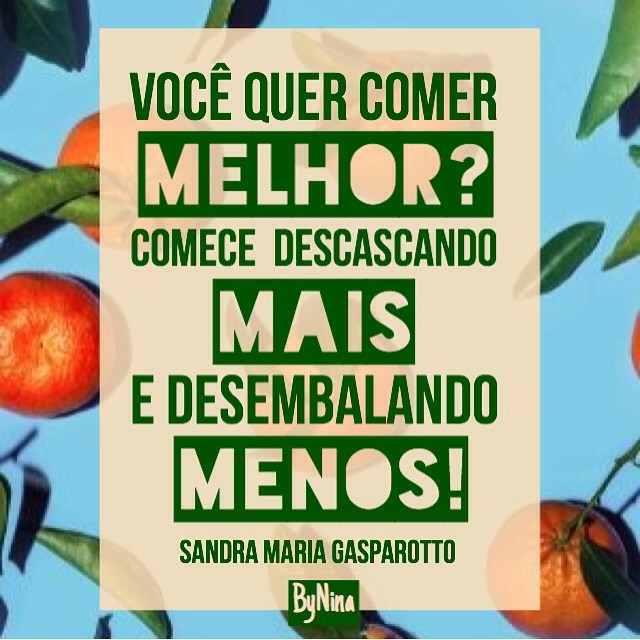 VOCÊ QUER COMER
MELHOR?
COMECE DESCASCANDO
MAIS
E DESEMBALANDO
MENOS!
SANDRA MARIA GASPAROTTO
ByNina